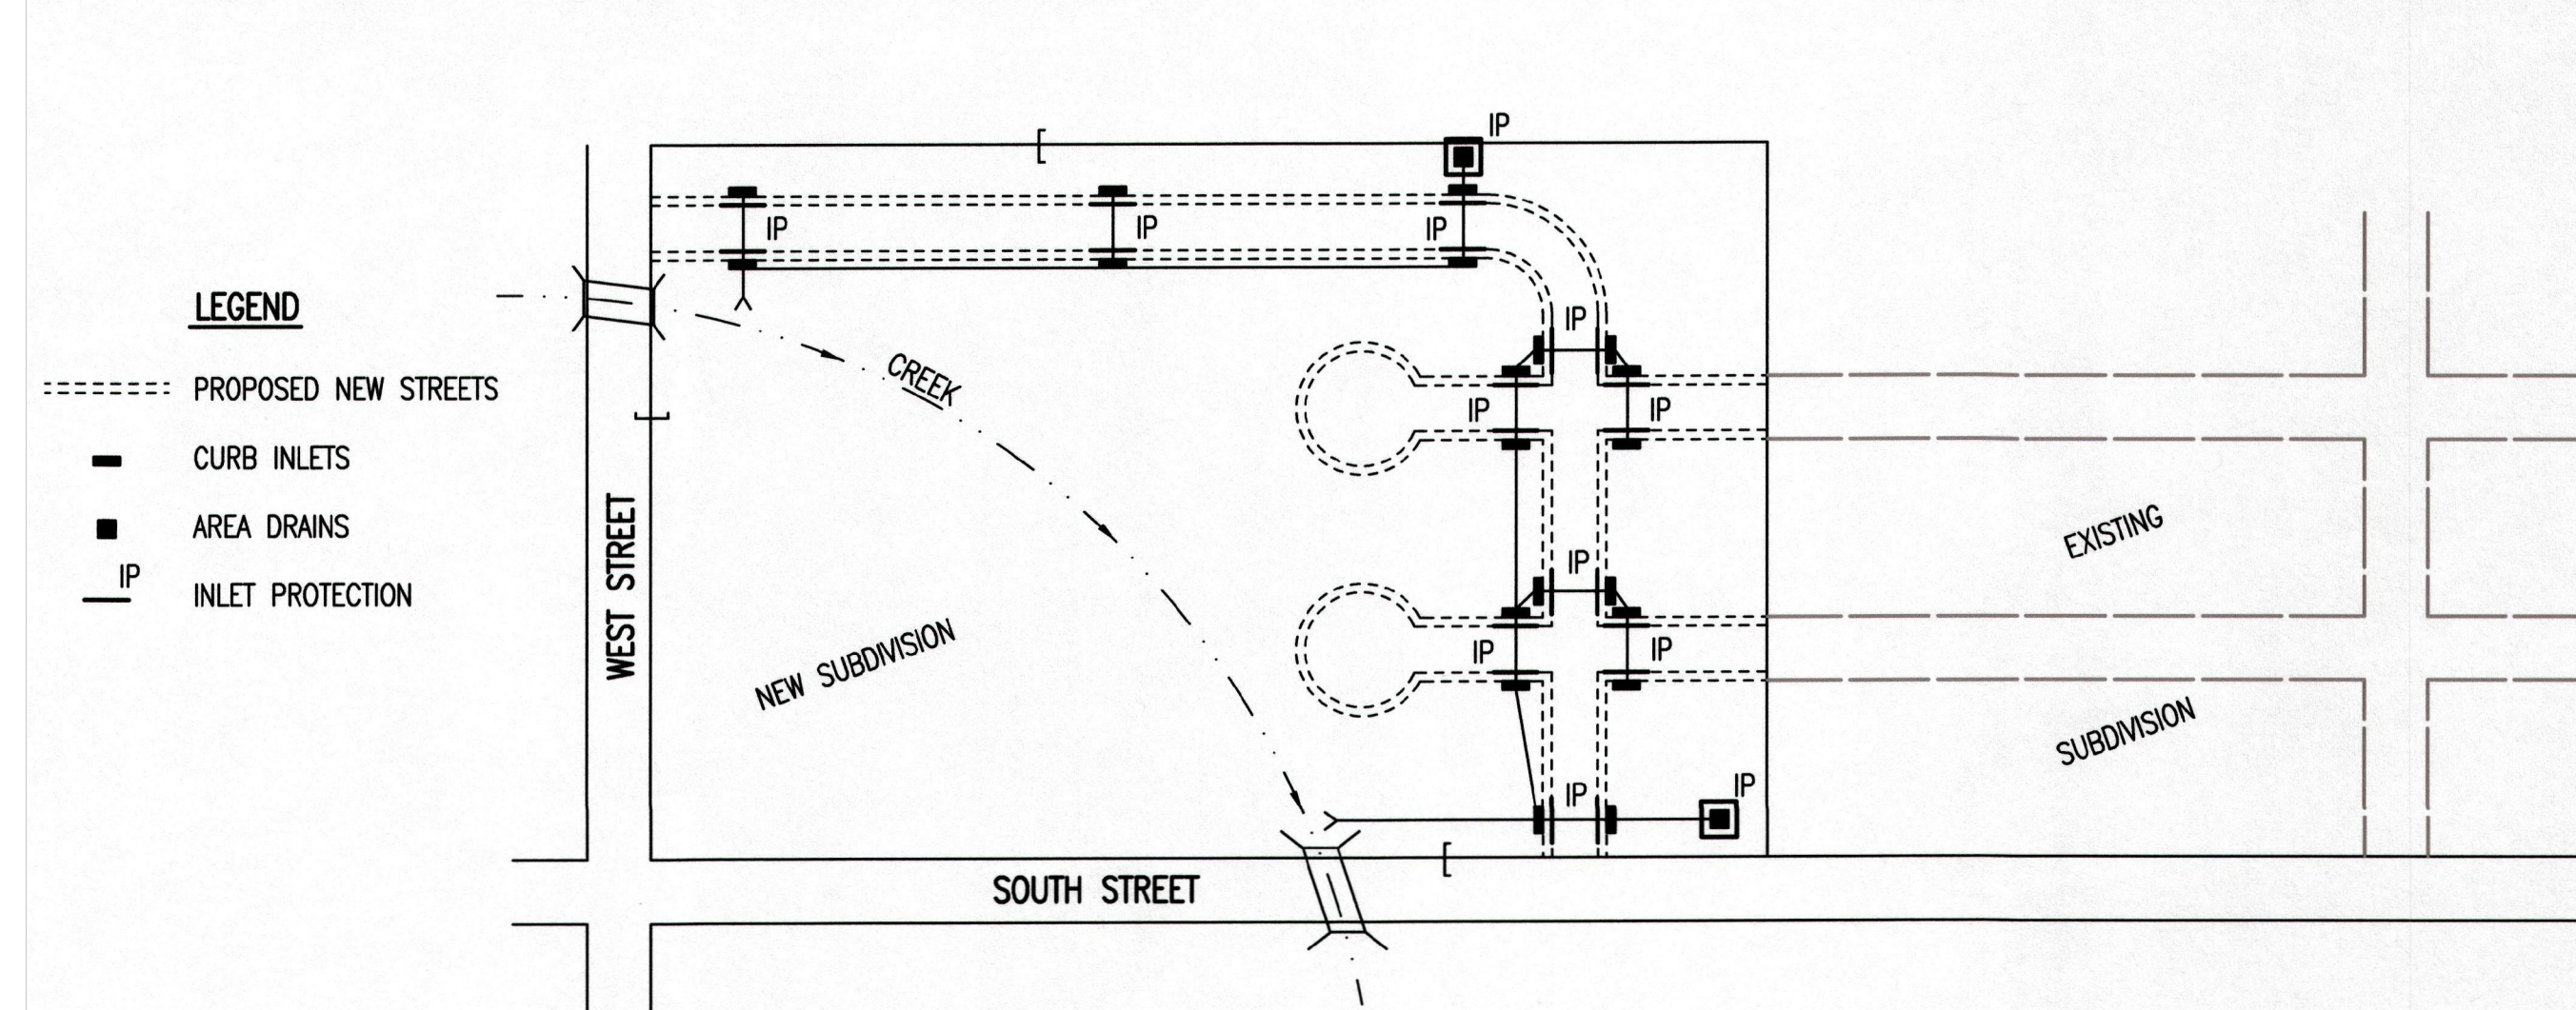 LEGEND
PROPOSED NEW STREETS
CURB INLETS
AREA DRAINS
IP
INLET PROTECTION
WEST STREET
CREEK
NEW SUBDIVISION
SOUTH STREET
IP
IP
IP
IP
IP
IP
IP
IP
IP
IP
IP
IP
EXISTING
SUBDIVISION